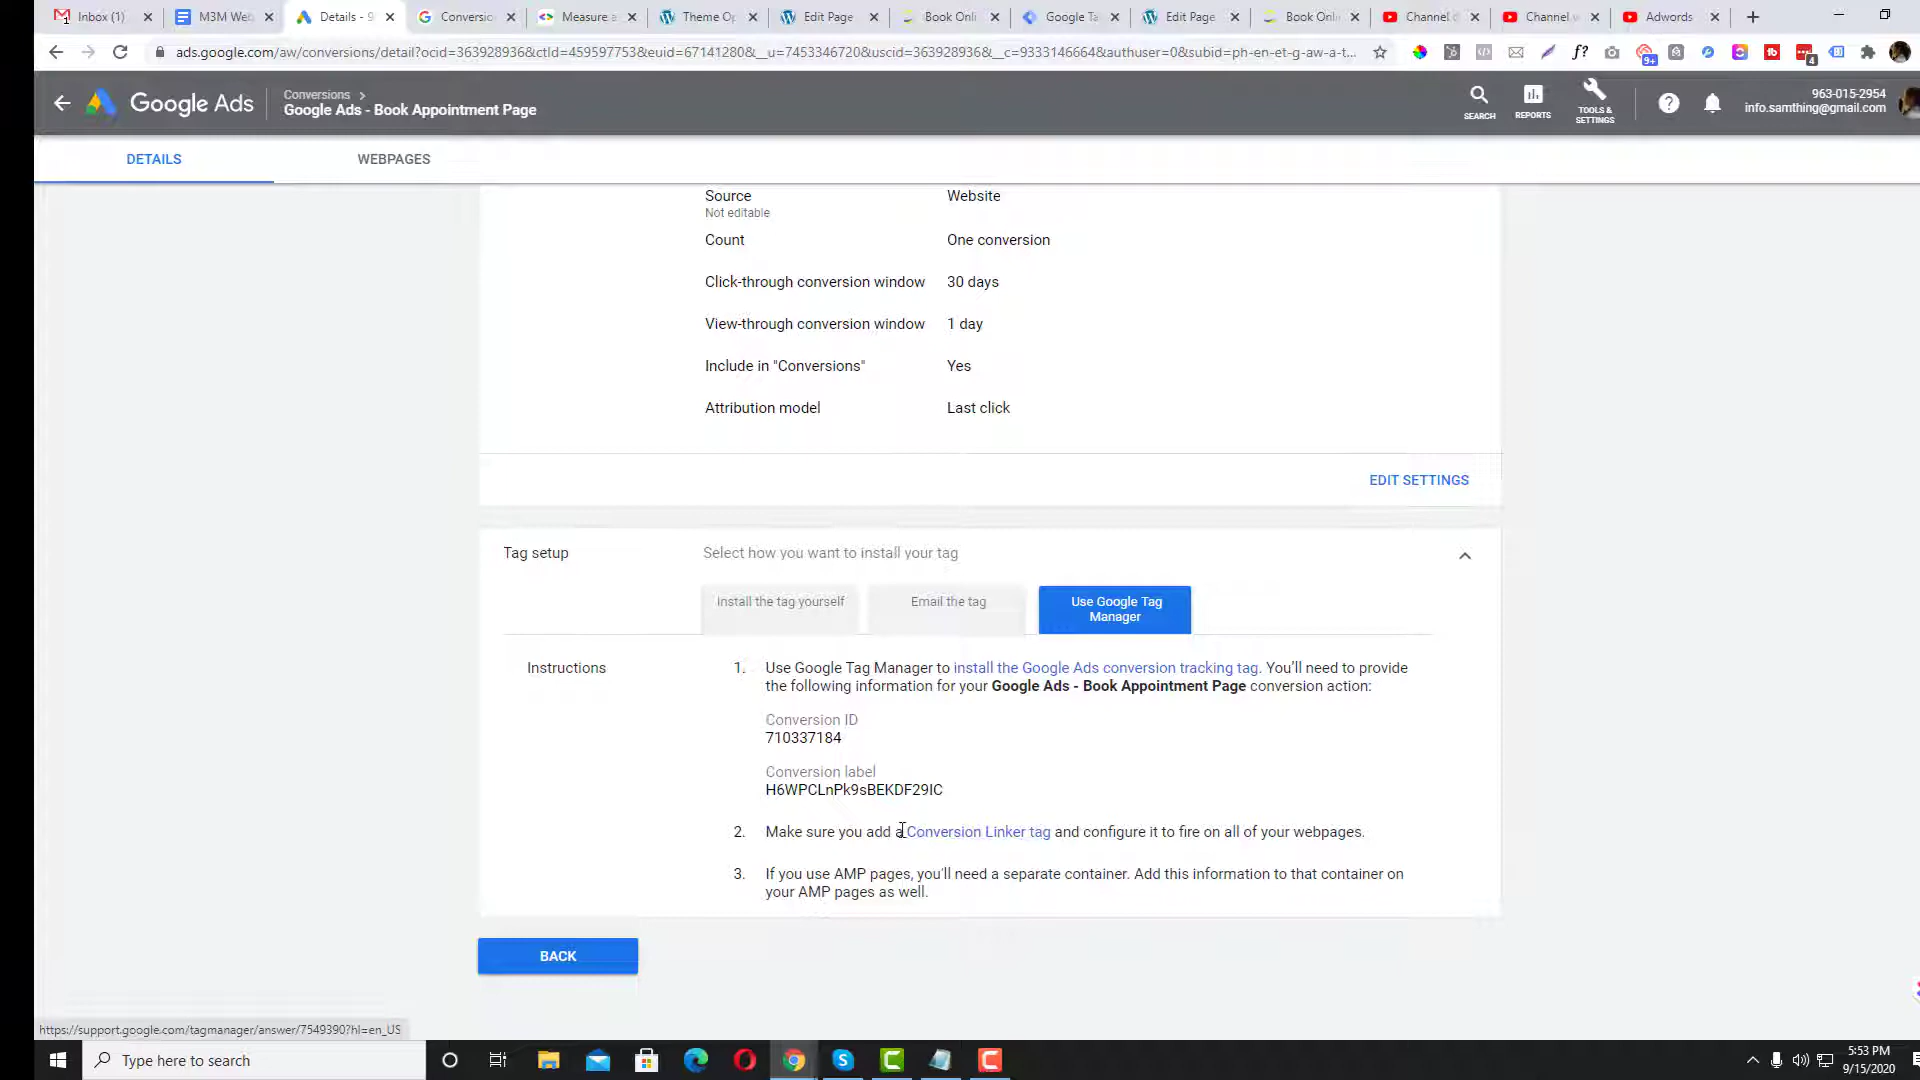 Inbox (1)
M3M Web
Details - 9
Conversio
Measure a
Theme Op
Edit Page
Book Onli
Google Ta
Edit Page
Book Onli
Channel d
Channel v
Adwords
ads.google.com/aw/conversions/detail?ocid=363928936&ctId=459597753&euid=67141280&__u=7453346720&uscid=363928936&__c=9333146664&authuser=0&subid=ph-en-et-g-aw-a-t...
f?
9+
4
Google Ads
Conversions
Google Ads - Book Appointment Page
SEARCH
REPORTS
TOOLS &
SETTINGS
963-015-2954
info.samthing@gmail.com
DETAILS
WEBPAGES
Source
Not editable
Website
Count
One conversion
Click-through conversion window
30 days
View-through conversion window
1 day
Include in "Conversions"
Yes
Attribution model
Last click
EDIT SETTINGS
Tag setup
Select how you want to install your tag
Install the tag yourself
Email the tag
Use Google Tag
Manager
Instructions
1. Use Google Tag Manager to install the Google Ads conversion tracking tag. You'll need to provide
the following information for your Google Ads - Book Appointment Page conversion action:
Conversion ID
710337184
Conversion label
H6WPCLnPk9sBEKDF29IC
2. Make sure you add a Conversion Linker tag and configure it to fire on all of your webpages.
3. If you use AMP pages, you'll need a separate container. Add this information to that container on
your AMP pages as well.
BACK
https://support.google.com/tagmanager/answer/7549390?hl=en_US
Type here to search
5:53 PM
9/15/2020